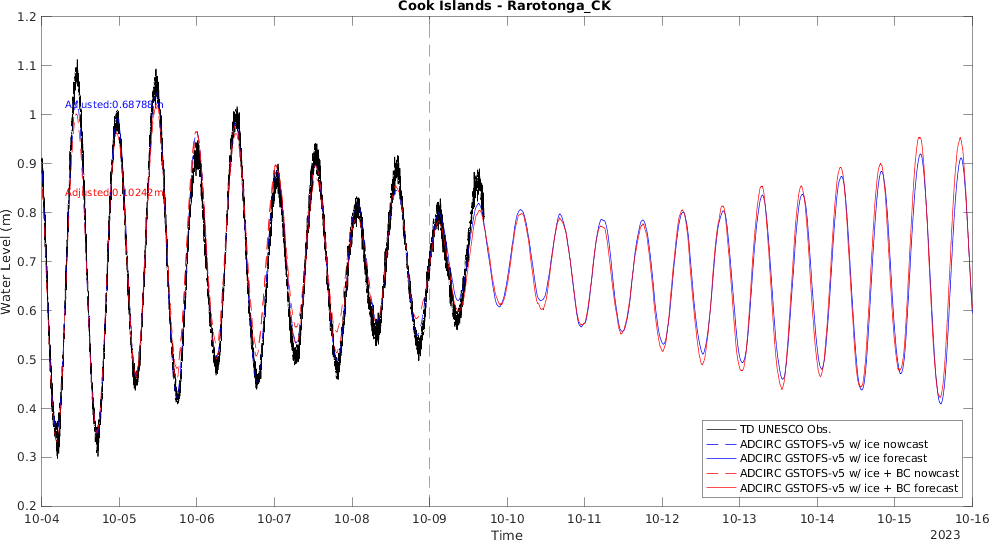 Cook Islands - Rarotonga_CK
Water Level (m)
1.2
1.1
1
0.9
0.8
0.7
0.6
0.5
0.4
0.3
0.2
Adjusted:0.68788m
Adjusted:0.10242m
TD UNESCO Obs.
ADCIRC GSTOFS-v5 w/ ice nowcast
ADCIRC GSTOFS-v5 w/ ice forecast
ADCIRC GSTOFS-v5 w/ ice + BC nowcast
ADCIRC GSTOFS-v5 w/ ice + BC forecast
10-04 10-05 10-06 10-07 10-08 10-09 10-10 10-11 10-12 10-13 10-14 10-15 10-16
Time
2023